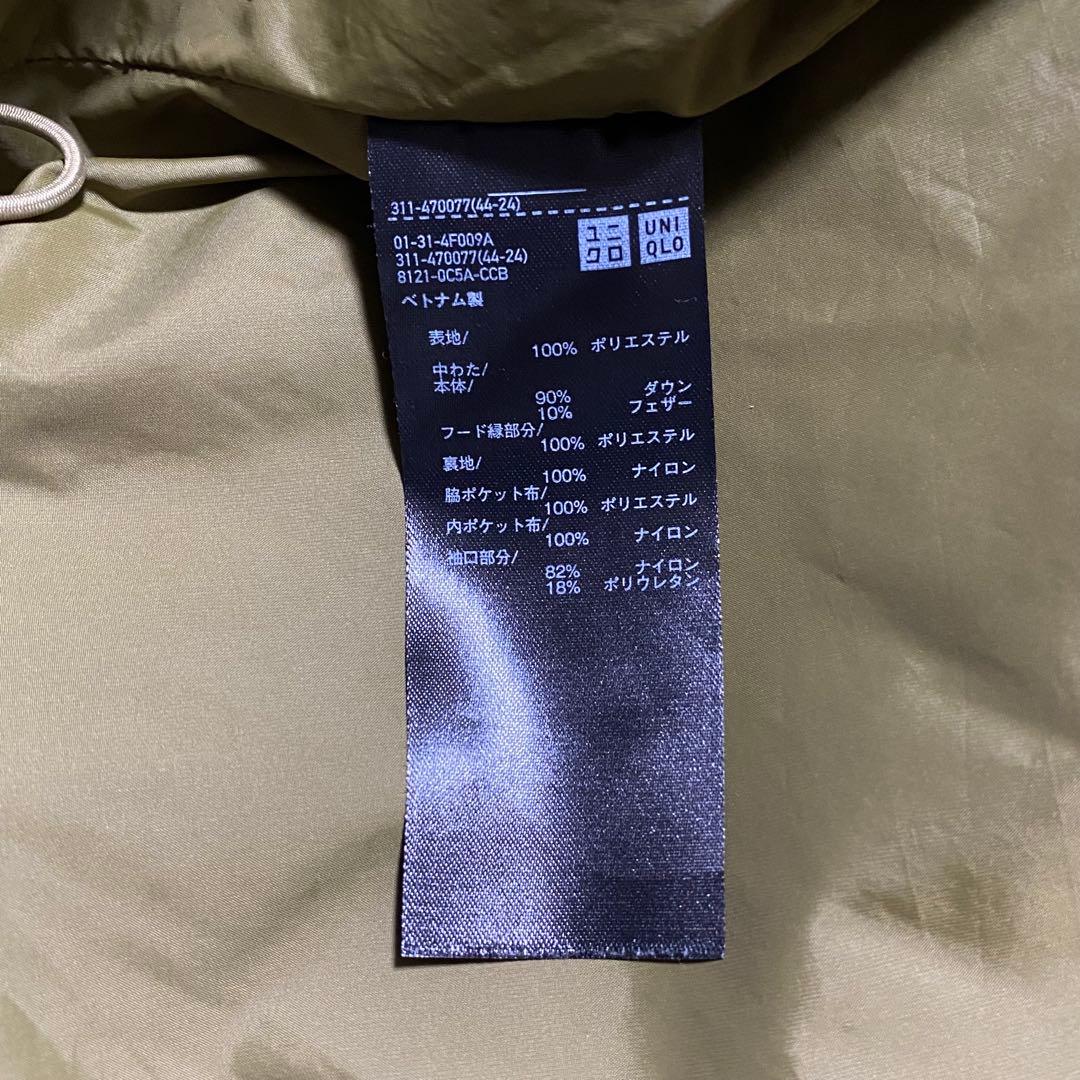 311-470077(44-24)
01-31-4F009A
311-470077(44-24)
8121-0C5A-CCB
ユニクロ
UNIQLO
ベトナム製
表地/
100% ポリエステル
中わた/
本体/
90% ダウン
10% フェザー
フード縁部分/
100% ポリエステル
裏地/
100% ナイロン
脇ポケット布/
100% ポリエステル
内ポケット布/
100% ナイロン
袖口部分/
82% ナイロン
18% ポリウレタン